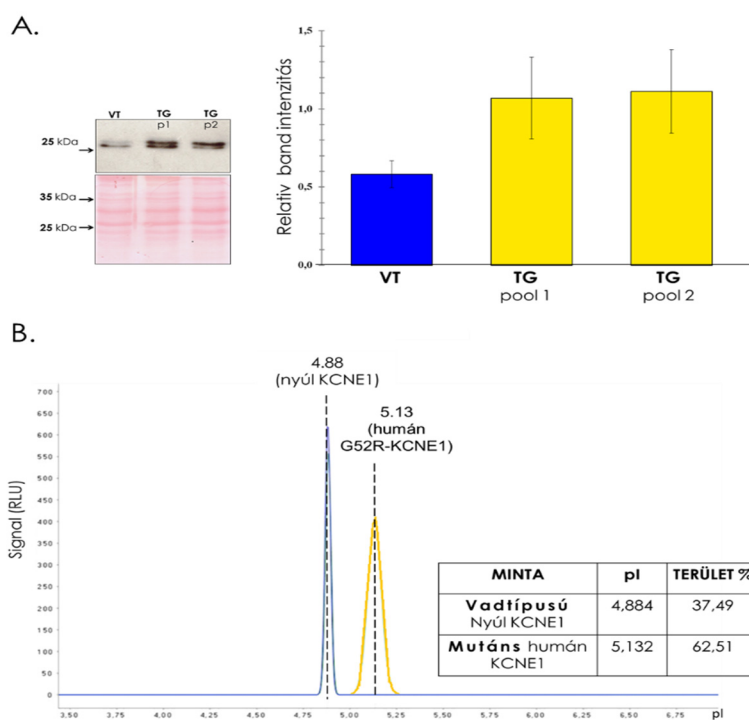 A.
VT TG TG
p1 p2
25 kDa
35 kDa
25 kDa
Relativ band intenzitás
1,5
1,0
0,5
0,0
VT TG TG
pool 1 pool 2
B.
4.88
(nyúl KCNE1)
5.13
(humán
G52R-KCNE1)
Signal (RLU)
700
650
600
550
500
450
400
350
300
250
200
150
100
50
0
3,50 3,75 4,00 4,25 4,50 4,75 5,00 5,25 5,50 5,75 6,00 6,25 6,50 6,75 pI
MINTA pI TERÜLET %
Vadtípusú
Nyúl KCNE1 4,884 37,49
Mutáns humán
KCNE1 5,132 62,51